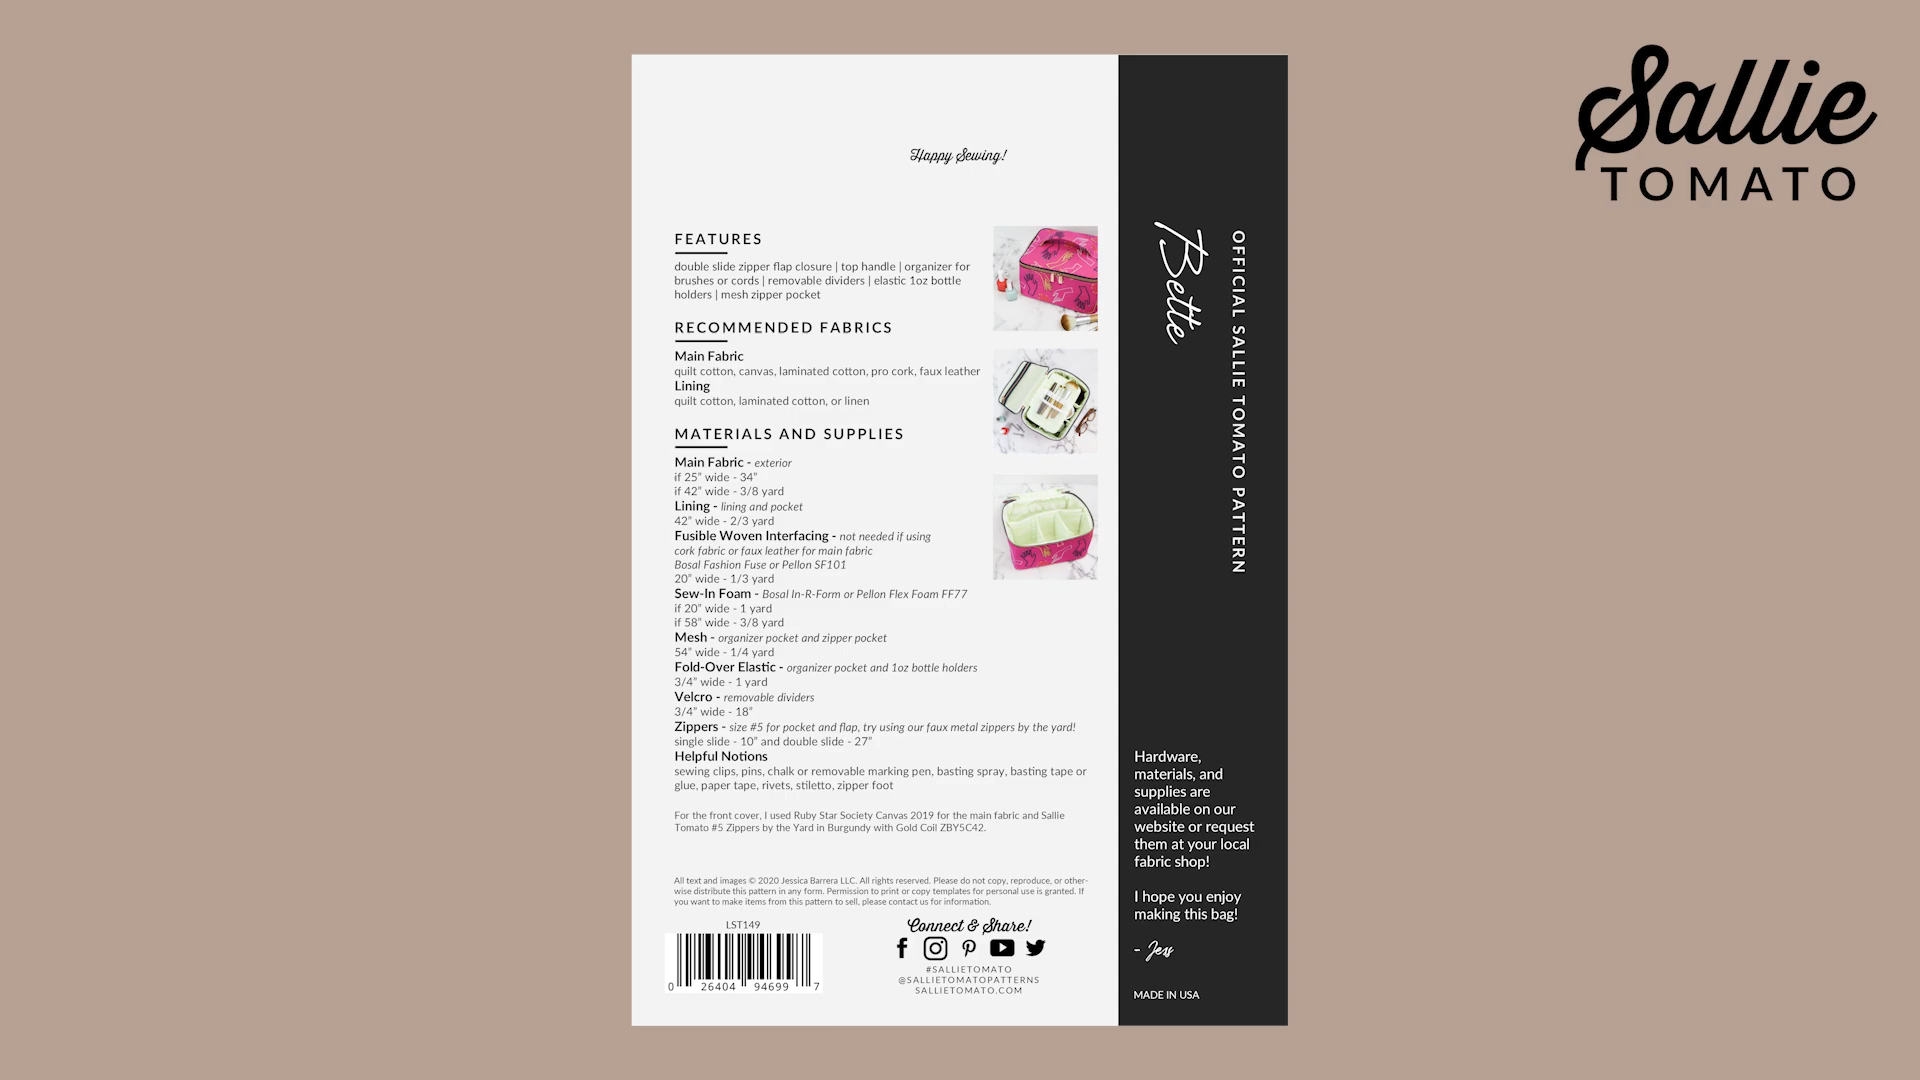 Sallie
TOMATO
Happy Sewing!
FEATURES
double slide zipper flap closure | top handle | organizer for
brushes or cords | removable dividers | elastic 1oz bottle
holders | mesh zipper pocket
RECOMMENDED FABRICS
Main Fabric
quilt cotton, canvas, laminated cotton, pro cork, faux leather
Lining
quilt cotton, laminated cotton, or linen
MATERIALS AND SUPPLIES
Main Fabric - exterior
if 25" wide - 34"
if 42" wide - 3/8 yard
Lining - lining and pocket
42" wide - 2/3 yard
Fusible Woven Interfacing - not needed if using
cork fabric or faux leather for main fabric
Bosal Fashion Fuse or Pellon SF101
20" wide - 1/3 yard
Sew-In Foam - Bosal In-R-Form or Pellon Flex Foam FF77
if 20" wide - 1 yard
if 58" wide - 3/8 yard
Mesh - organizer pocket and zipper pocket
54" wide - 1/4 yard
Fold-Over Elastic - organizer pocket and 1oz bottle holders
3/4" wide - 1 yard
Velcro - removable dividers
3/4" wide - 18"
Zippers - size #5 for pocket and flap, try using our faux metal zippers by the yard!
single slide - 10" and double slide - 27"
Helpful Notions
sewing clips, pins, chalk or removable marking pen, basting spray, basting tape or
glue, paper tape, rivets, stiletto, zipper foot
For the front cover, I used Ruby Star Society Canvas 2019 for the main fabric and Sallie
Tomato #5 Zippers by the Yard in Burgundy with Gold Coil ZBY5C42.
All text and images © 2020 Jessica Barrera LLC. All rights reserved. Please do not copy, reproduce, or other-
wise distribute this pattern in any form. Permission to print or copy templates for personal use is granted. If
you want to make items from this pattern to sell, please contact us for information.
LST149
0 26404 94699 7
Connect & Share!
#SALLIETOMATO
@SALLIETOMATOPATTERNS
SALLIETOMATO.COM
Bette
OFFICIAL SALLIE TOMATO PATTERN
Hardware,
materials, and
supplies are
available on our
website or request
them at your local
fabric shop!
I hope you enjoy
making this bag!
- Jess
MADE IN USA